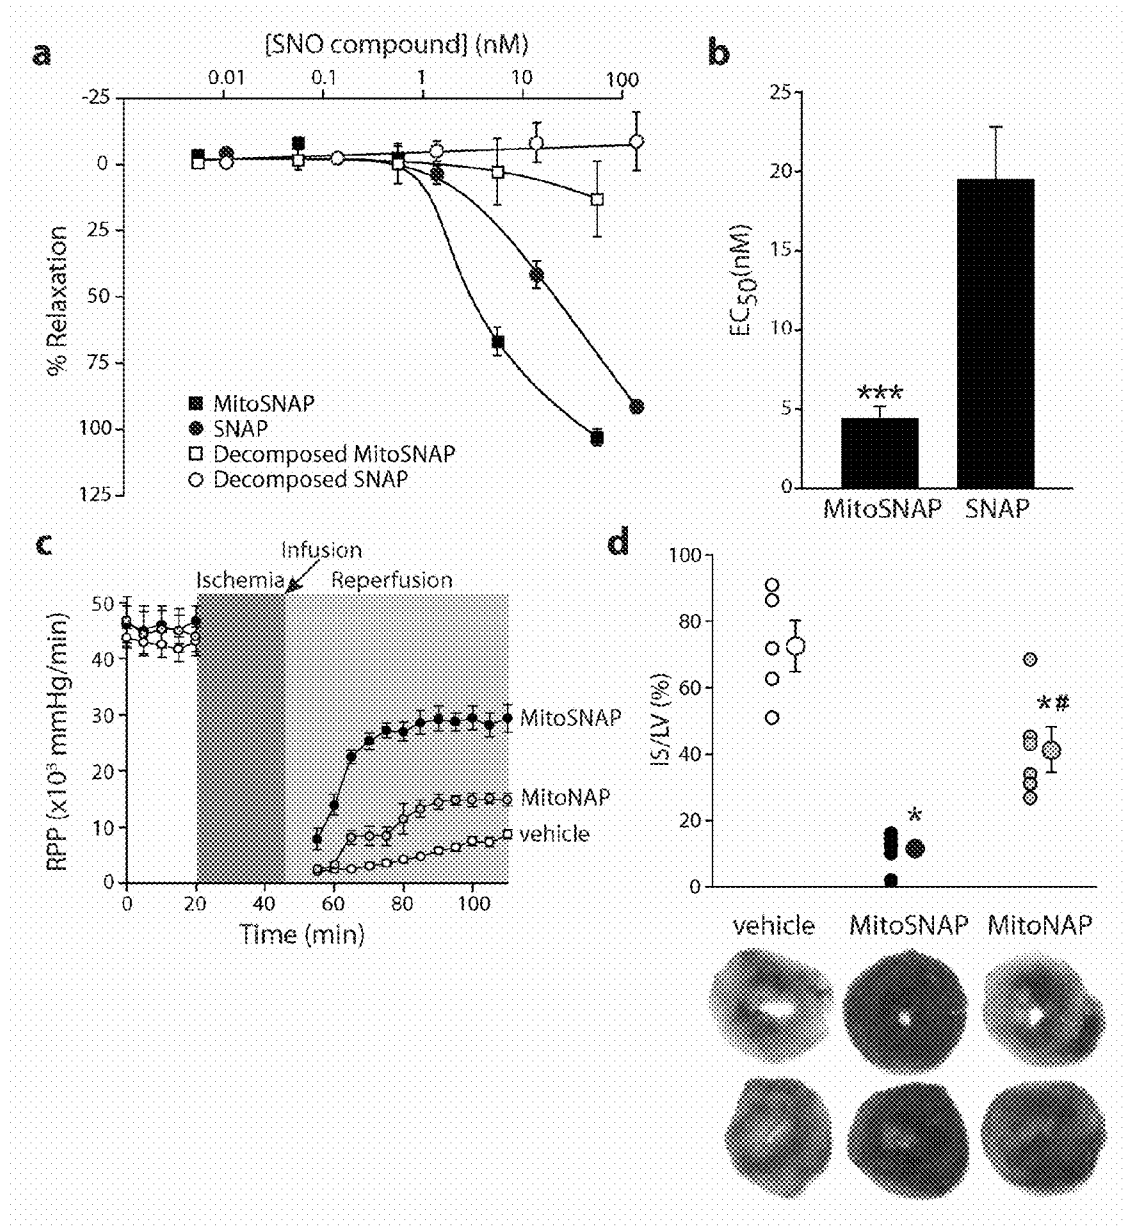 a
[SNO compound] (nM)
0.01 0.1 1 10 100
-25
0
25
50
75
100
125
% Relaxation
MitoSNAP
SNAP
Decomposed MitoSNAP
Decomposed SNAP
b
25
20
15
10
5
0
EC50(nM)
***
MitoSNAP SNAP
c
Infusion
Ischemia Reperfusion
50
40
30
20
10
0
RPP (x10³ mmHg/min)
MitoSNAP
MitoNAP
vehicle
0 20 40 60 80 100
Time (min)
d
100
80
60
40
20
0
IS/LV (%)
*#
*
vehicle MitoSNAP MitoNAP